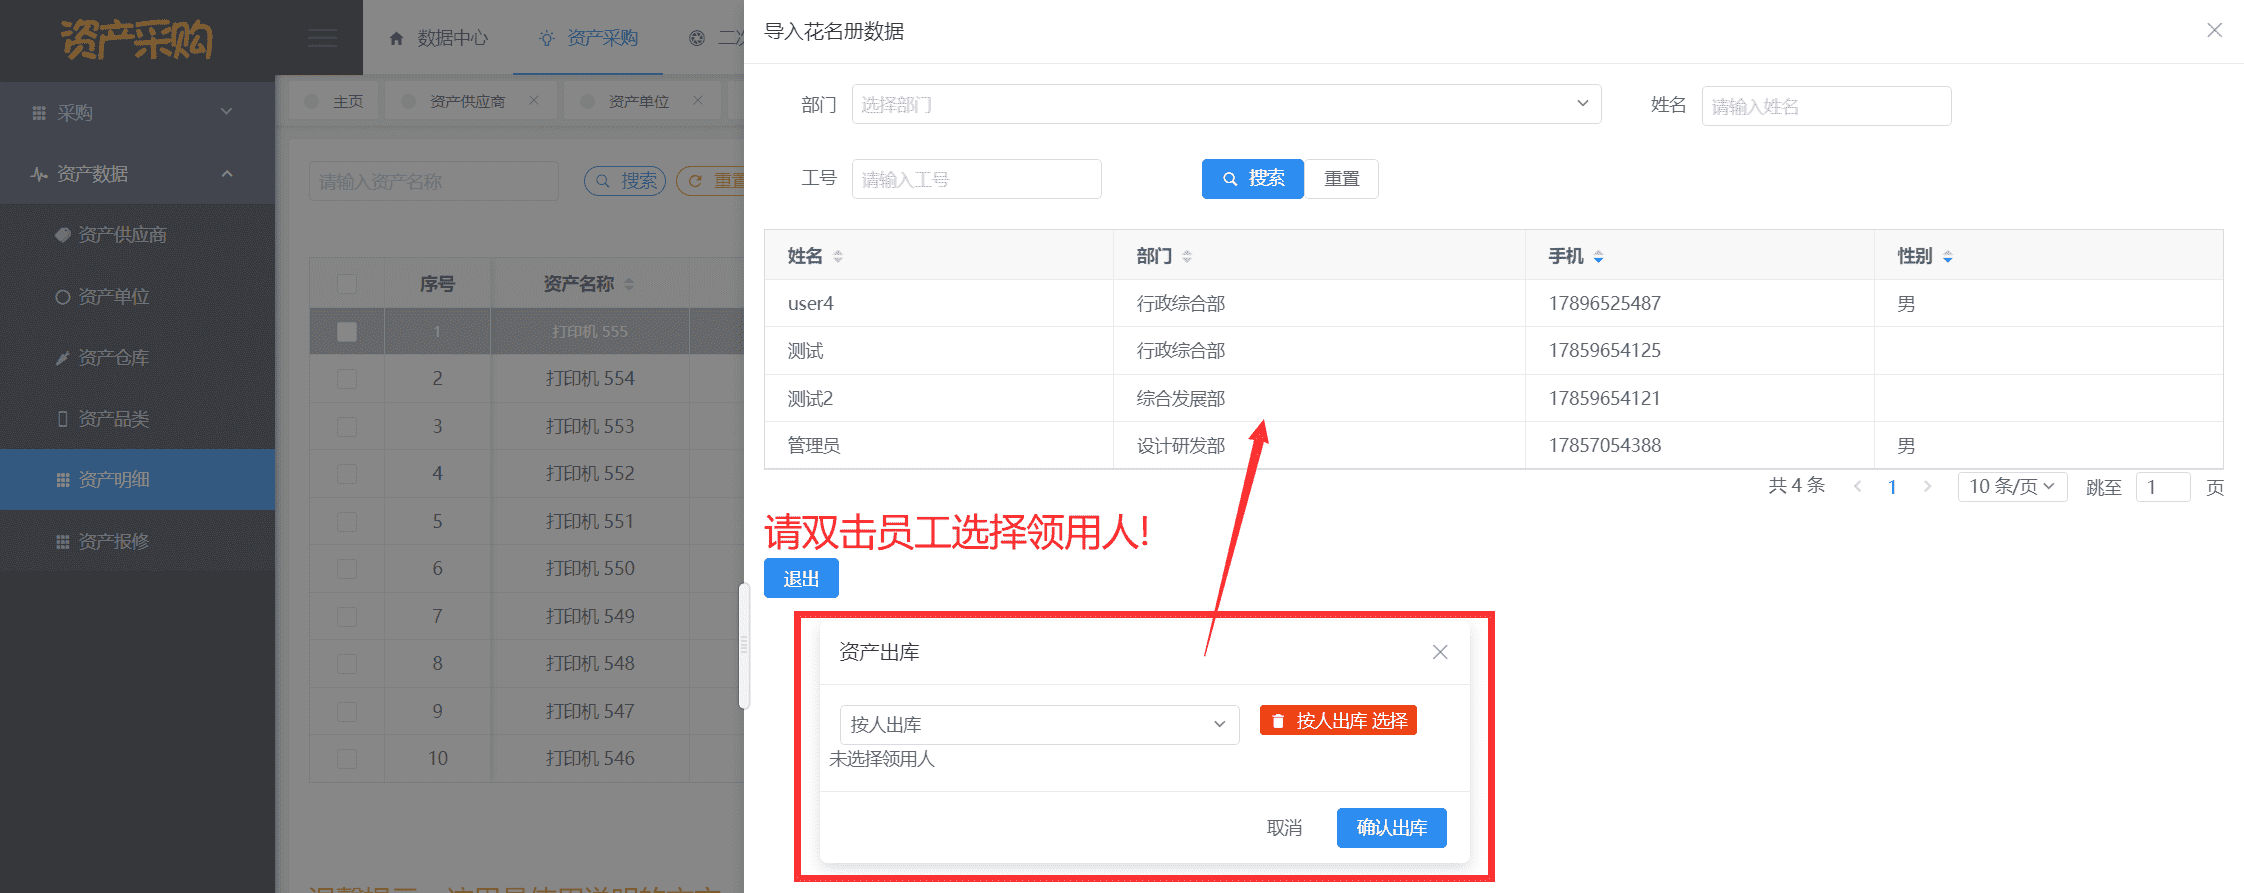 资产采购
数据中心
资产采购
二次
采购
资产数据
资产供应商
资产单位
资产仓库
资产品类
资产明细
资产报修
主页
资产供应商
资产单位
请输入资产名称
搜索
重置
序号 资产名称
1 打印机 555
2 打印机 554
3 打印机 553
4 打印机 552
5 打印机 551
6 打印机 550
7 打印机 549
8 打印机 548
9 打印机 547
10 打印机 546
导入花名册数据
部门 选择部门 姓名 请输入姓名
工号 请输入工号 搜索 重置
姓名 部门 手机 性别
user4 行政综合部 17896525487 男
测试 行政综合部 17859654125
测试2 综合发展部 17859654121
管理员 设计研发部 17857054388 男
共 4 条 1 10 条/页 跳至 1 页
请双击员工选择领用人!
退出
资产出库
按人出库 按人出库 选择
未选择领用人
取消 确认出库